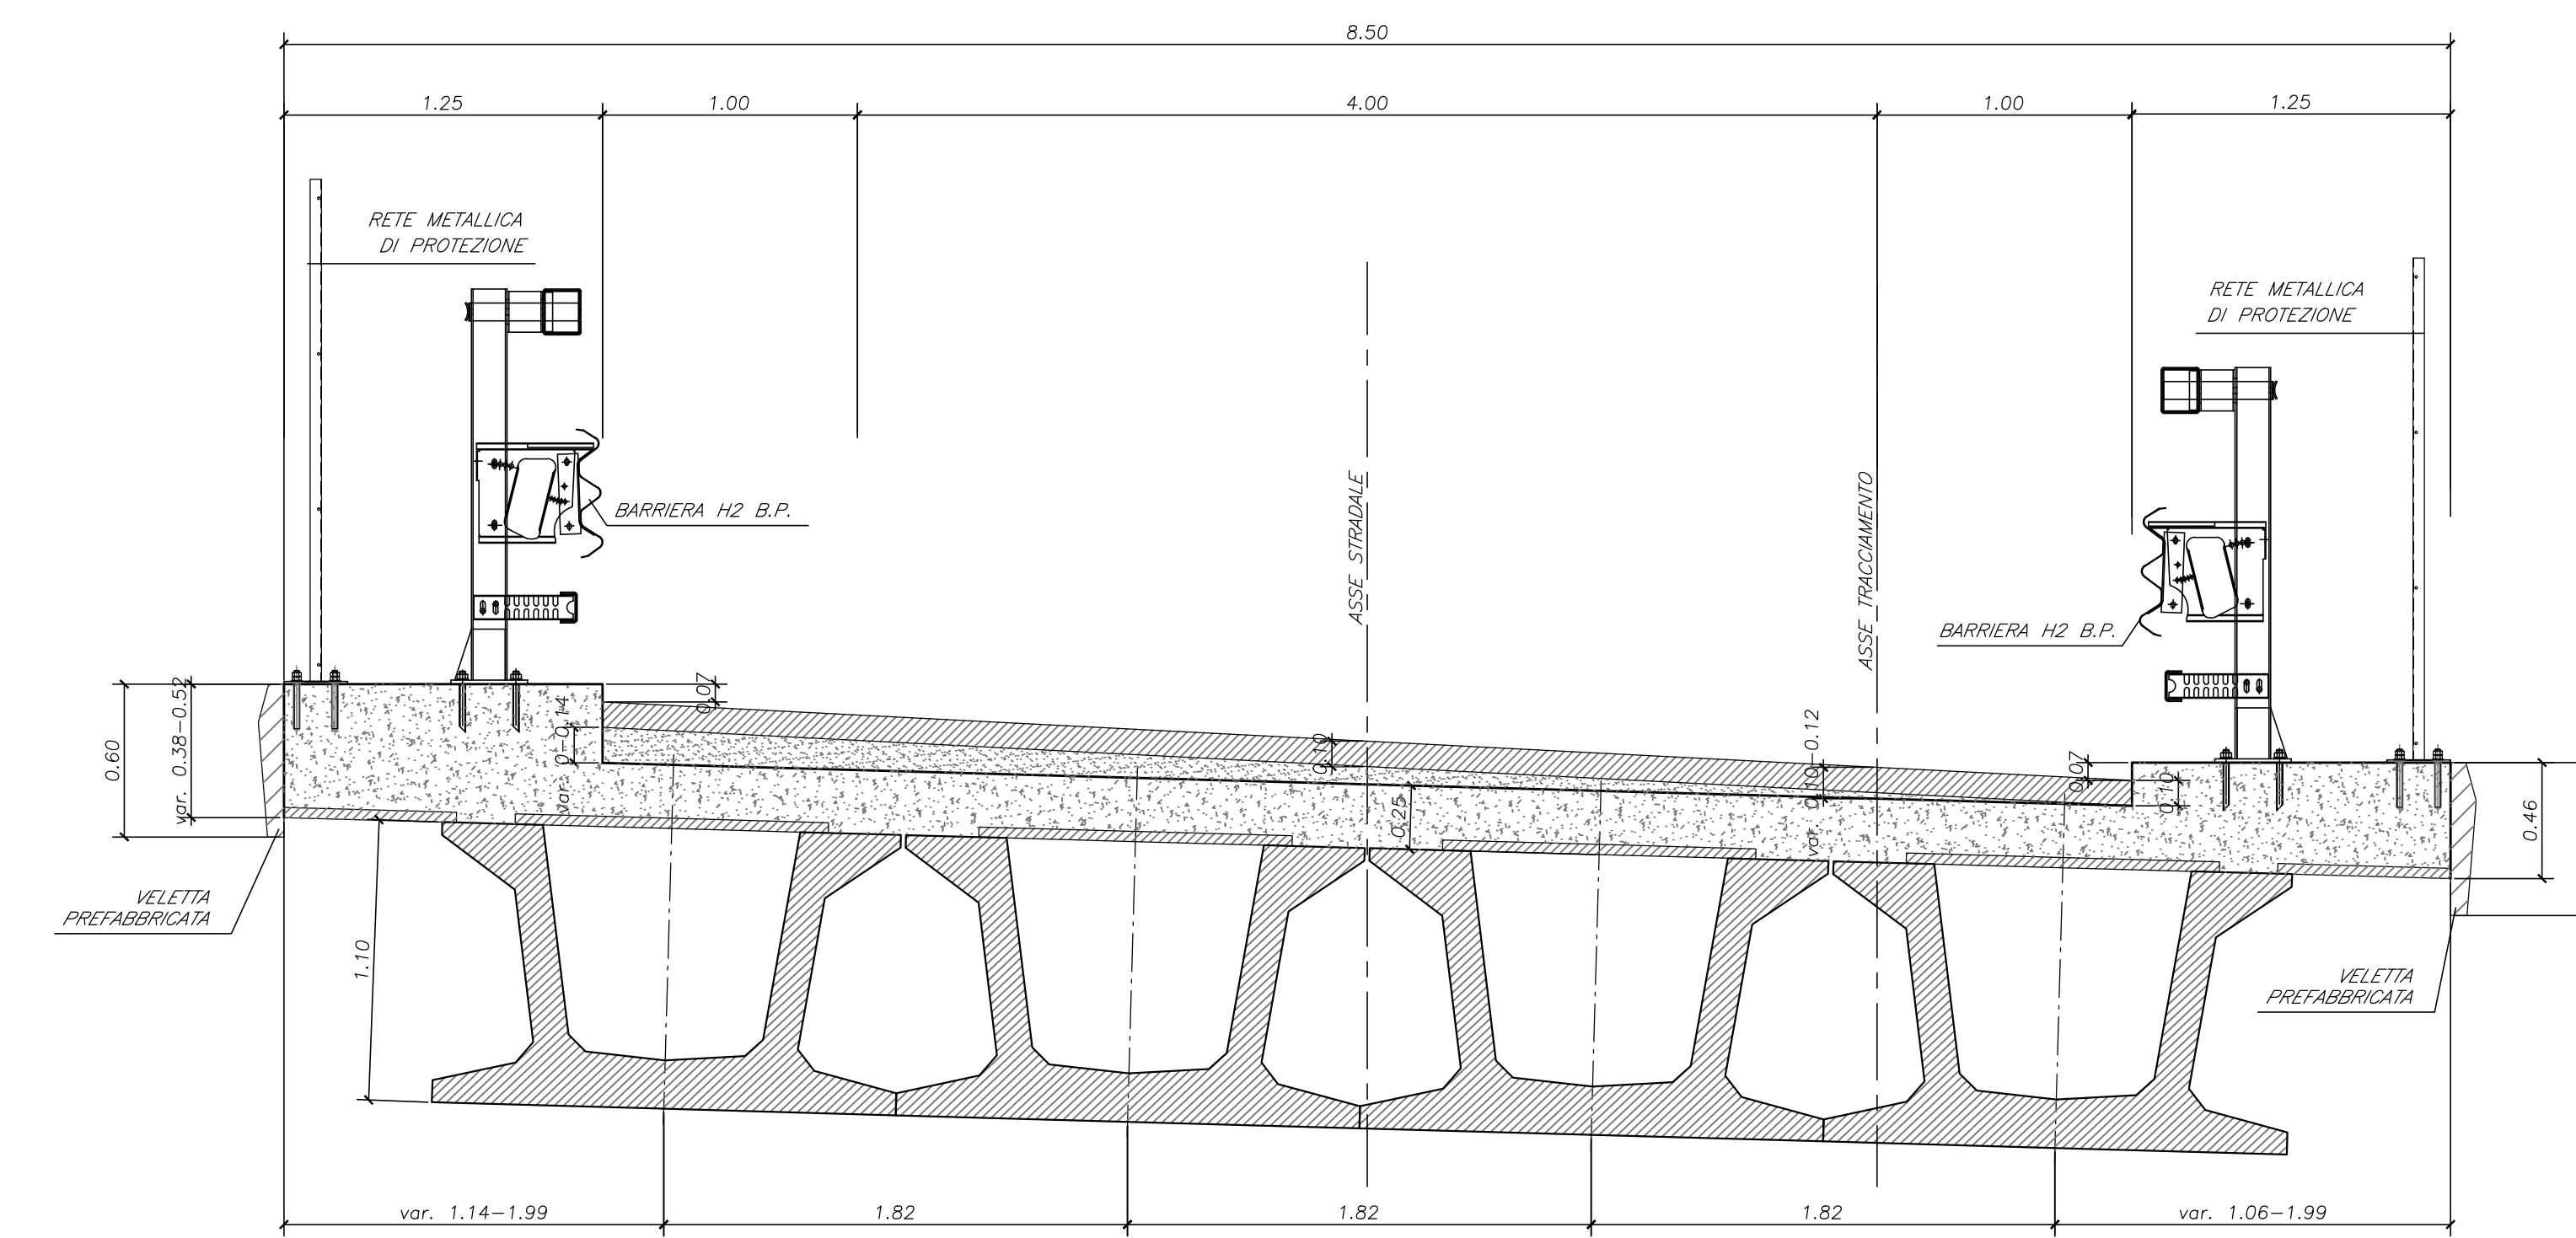 8.50
1.25
1.00
4.00
1.00
1.25
RETE METALLICA
DI PROTEZIONE
RETE METALLICA
DI PROTEZIONE
BARRIERA H2 B.P.
ASSE STRADALE
ASSE TRACCIAMENTO
BARRIERA H2 B.P.
0.60
var. 0.38-0.52
var. 0-0.14
0.07
0.10
0.25
var. 0.10-0.12
0.07
0.10
0.46
VELETTA
PREFABBRICATA
1.10
VELETTA
PREFABBRICATA
var. 1.14-1.99
1.82
1.82
1.82
var. 1.06-1.99